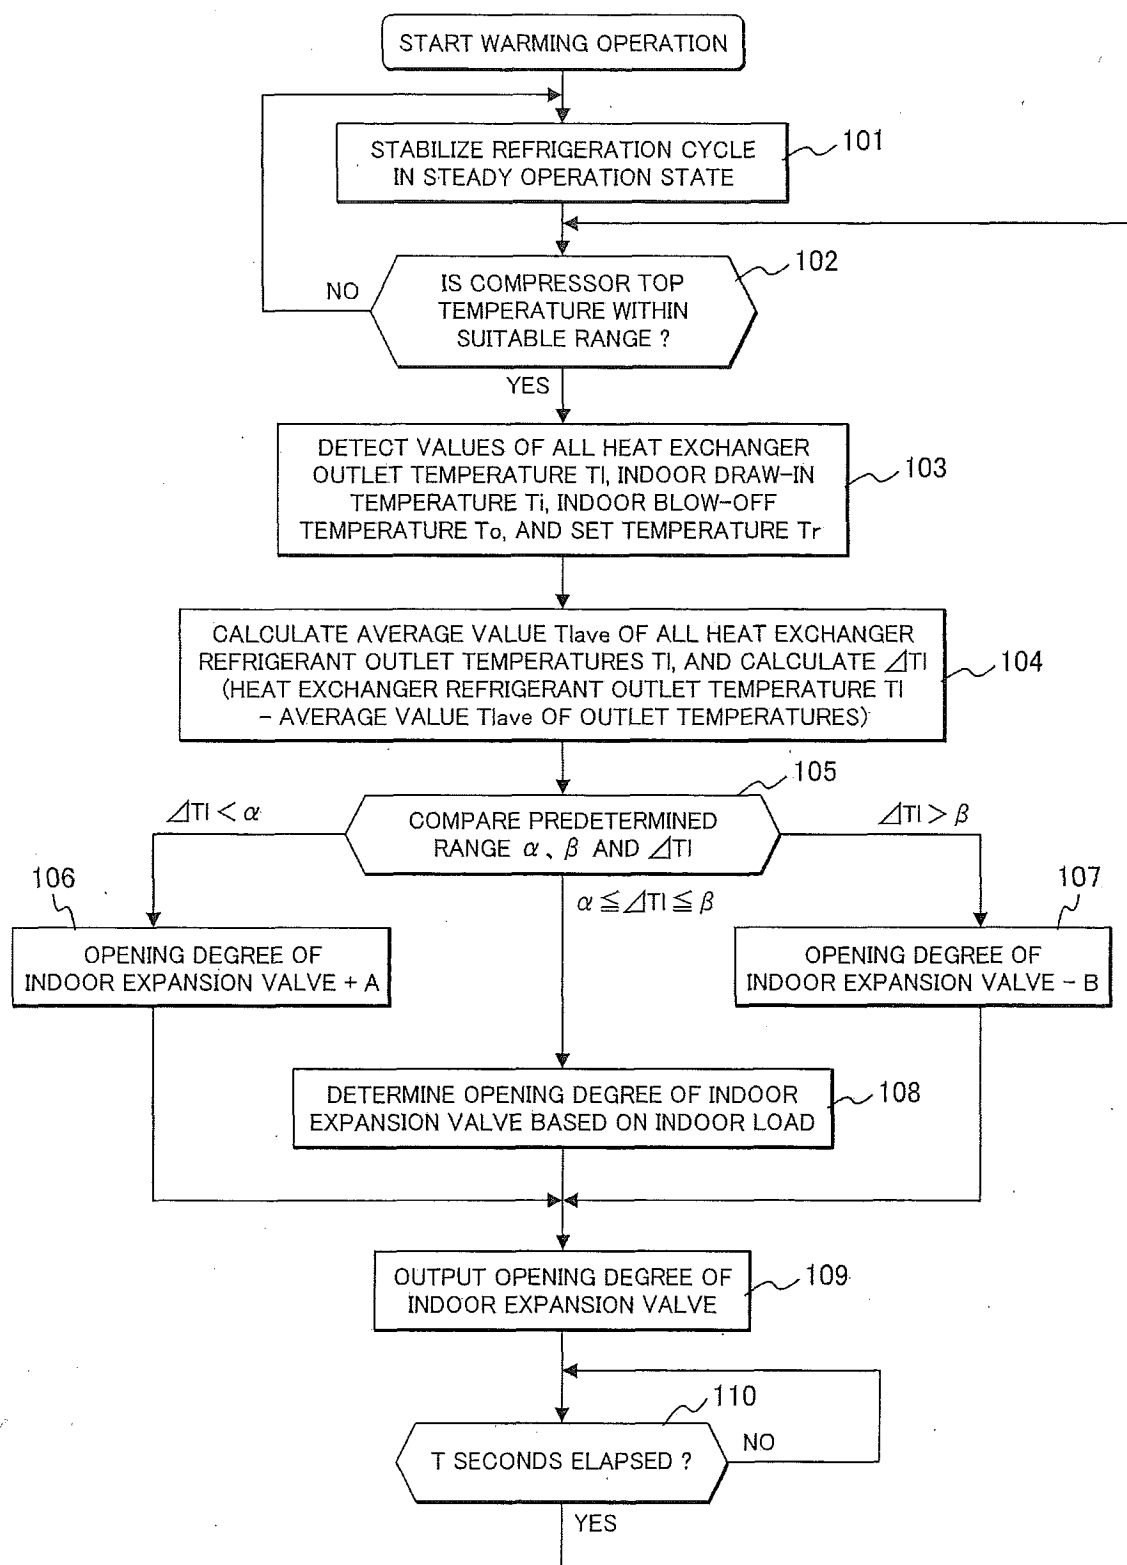 START WARMING OPERATION
STABILIZE REFRIGERATION CYCLE
IN STEADY OPERATION STATE
101
IS COMPRESSOR TOP
TEMPERATURE WITHIN
SUITABLE RANGE ?
102
NO
YES
DETECT VALUES OF ALL HEAT EXCHANGER
OUTLET TEMPERATURE Tl, INDOOR DRAW-IN
TEMPERATURE Ti, INDOOR BLOW-OFF
TEMPERATURE To, AND SET TEMPERATURE Tr
103
CALCULATE AVERAGE VALUE Tlave OF ALL HEAT EXCHANGER
REFRIGERANT OUTLET TEMPERATURES Tl, AND CALCULATE ⊿Tl
(HEAT EXCHANGER REFRIGERANT OUTLET TEMPERATURE Tl
- AVERAGE VALUE Tlave OF OUTLET TEMPERATURES)
104
105
COMPARE PREDETERMINED
RANGE α、β AND ⊿Tl
⊿Tl < α
⊿Tl > β
α ≦ ⊿Tl ≦ β
106
OPENING DEGREE OF
INDOOR EXPANSION VALVE + A
107
OPENING DEGREE OF
INDOOR EXPANSION VALVE - B
DETERMINE OPENING DEGREE OF INDOOR
EXPANSION VALVE BASED ON INDOOR LOAD
108
OUTPUT OPENING DEGREE OF
INDOOR EXPANSION VALVE
109
110
T SECONDS ELAPSED ?
NO
YES